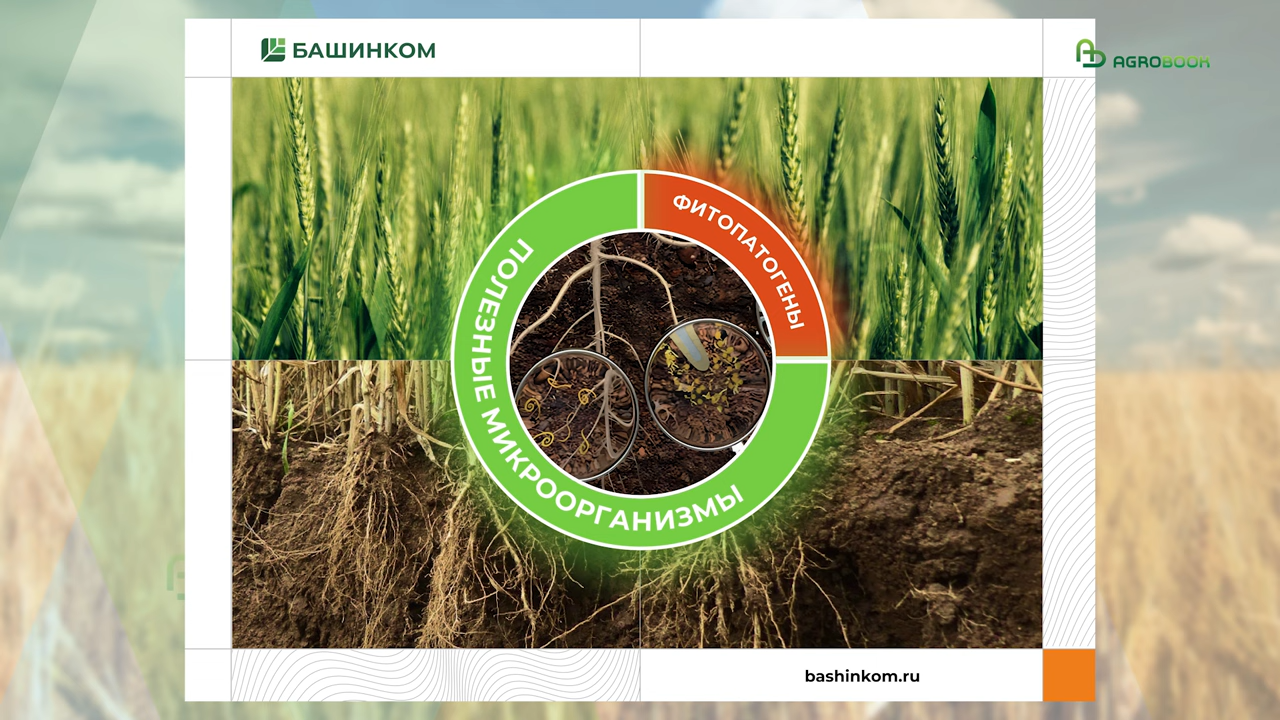 БАШИНКОМ
AGROBOOK
ФИТОПАТОГЕНЫ
ПОЛЕЗНЫЕ МИКРООРГАНИЗМЫ
bashinkom.ru